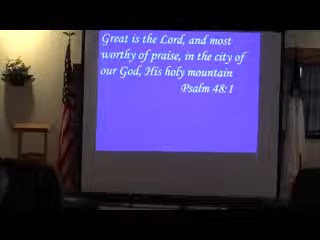 Great is the Lord, and most
worthy of praise, in the city of
our God, His holy mountain
Psalm 48:1